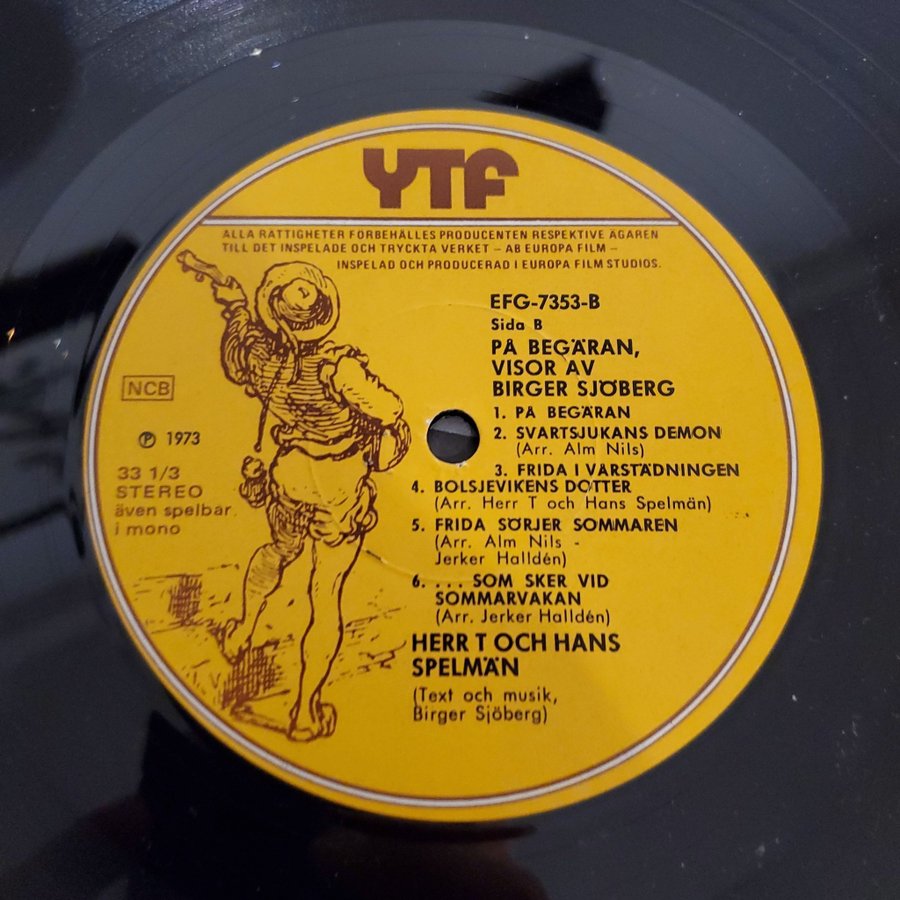 YTF
ALLA RÄTTIGHETER FÖRBEHÅLLES PRODUCENTEN RESPEKTIVE ÄGAREN
TILL DET INSPELADE OCH TRYCKTA VERKET – AB EUROPA FILM –
INSPELAD OCH PRODUCERAD I EUROPA FILM STUDIOS.
EFG-7353-B
Sida B
PÅ BEGÄRAN,
VISOR AV
BIRGER SJÖBERG
1. PÅ BEGÄRAN
2. SVARTSJUKANS DEMON
(Arr. Alm Nils)
3. FRIDA I VÅRSTÄDNINGEN
4. BOLSJEVIKENS DOTTER
(Arr. Herr T och Hans Spelmän)
5. FRIDA SÖRJER SOMMAREN
(Arr. Alm Nils -
Jerker Halldén)
6. . . . SOM SKER VID
SOMMARVAKAN
(Arr. Jerker Halldén)
HERR T OCH HANS
SPELMÄN
(Text och musik,
Birger Sjöberg)
NCB
℗ 1973
33 1/3
STEREO
även spelbar
i mono